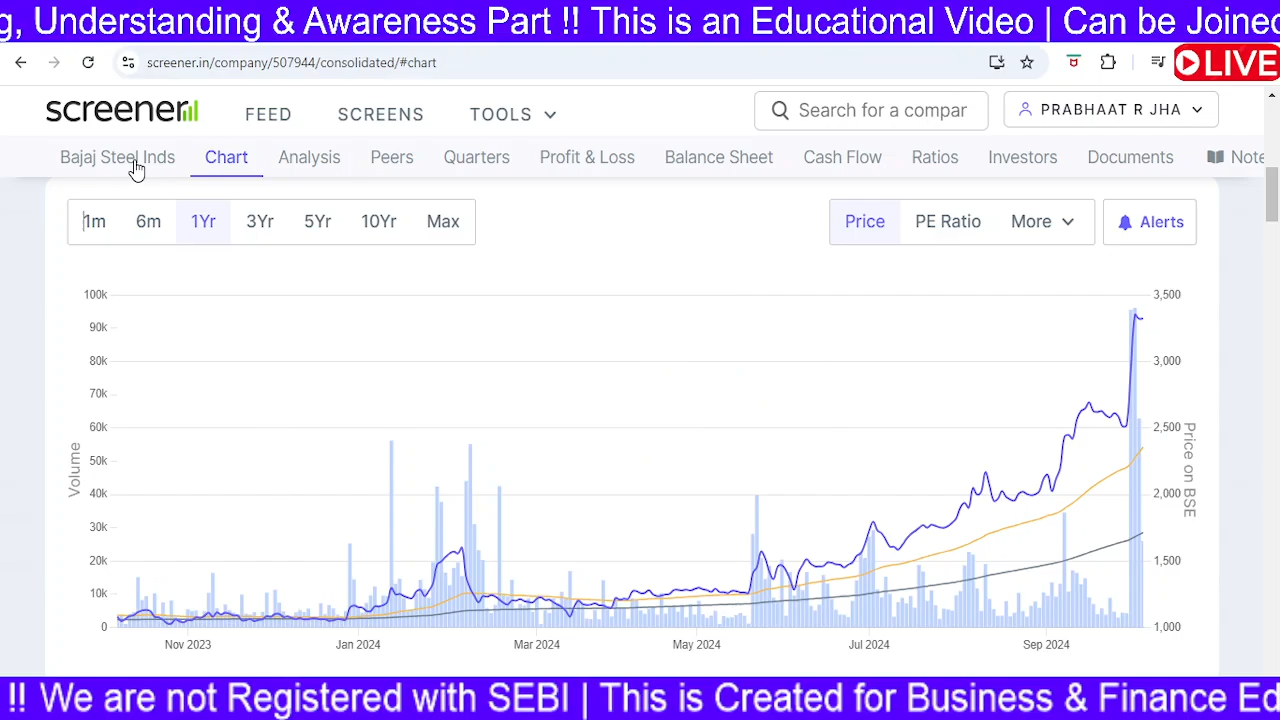 g, Understanding & Awareness Part !! This is an Educational Video | Can be Joined
screener.in/company/507944/consolidated/#chart
LIVE
screener
FEED
SCREENS
TOOLS
Search for a compar
PRABHAAT R JHA
Bajaj Steel Inds
Chart
Analysis
Peers
Quarters
Profit & Loss
Balance Sheet
Cash Flow
Ratios
Investors
Documents
Note
1m
6m
1Yr
3Yr
5Yr
10Yr
Max
Price
PE Ratio
More
Alerts
100k
90k
80k
70k
60k
50k
40k
30k
20k
10k
0
Volume
3,500
3,000
2,500
2,000
1,500
1,000
Price on BSE
Nov 2023
Jan 2024
Mar 2024
May 2024
Jul 2024
Sep 2024
!! We are not Registered with SEBI | This is Created for Business & Finance Ed